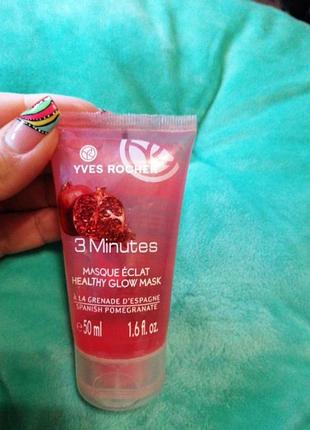 YVES ROCHER
3 Minutes
MASQUE ÉCLAT
HEALTHY GLOW MASK
À LA GRENADE D'ESPAGNE
SPANISH POMEGRANATE
e 50 ml 1.6 fl. oz.